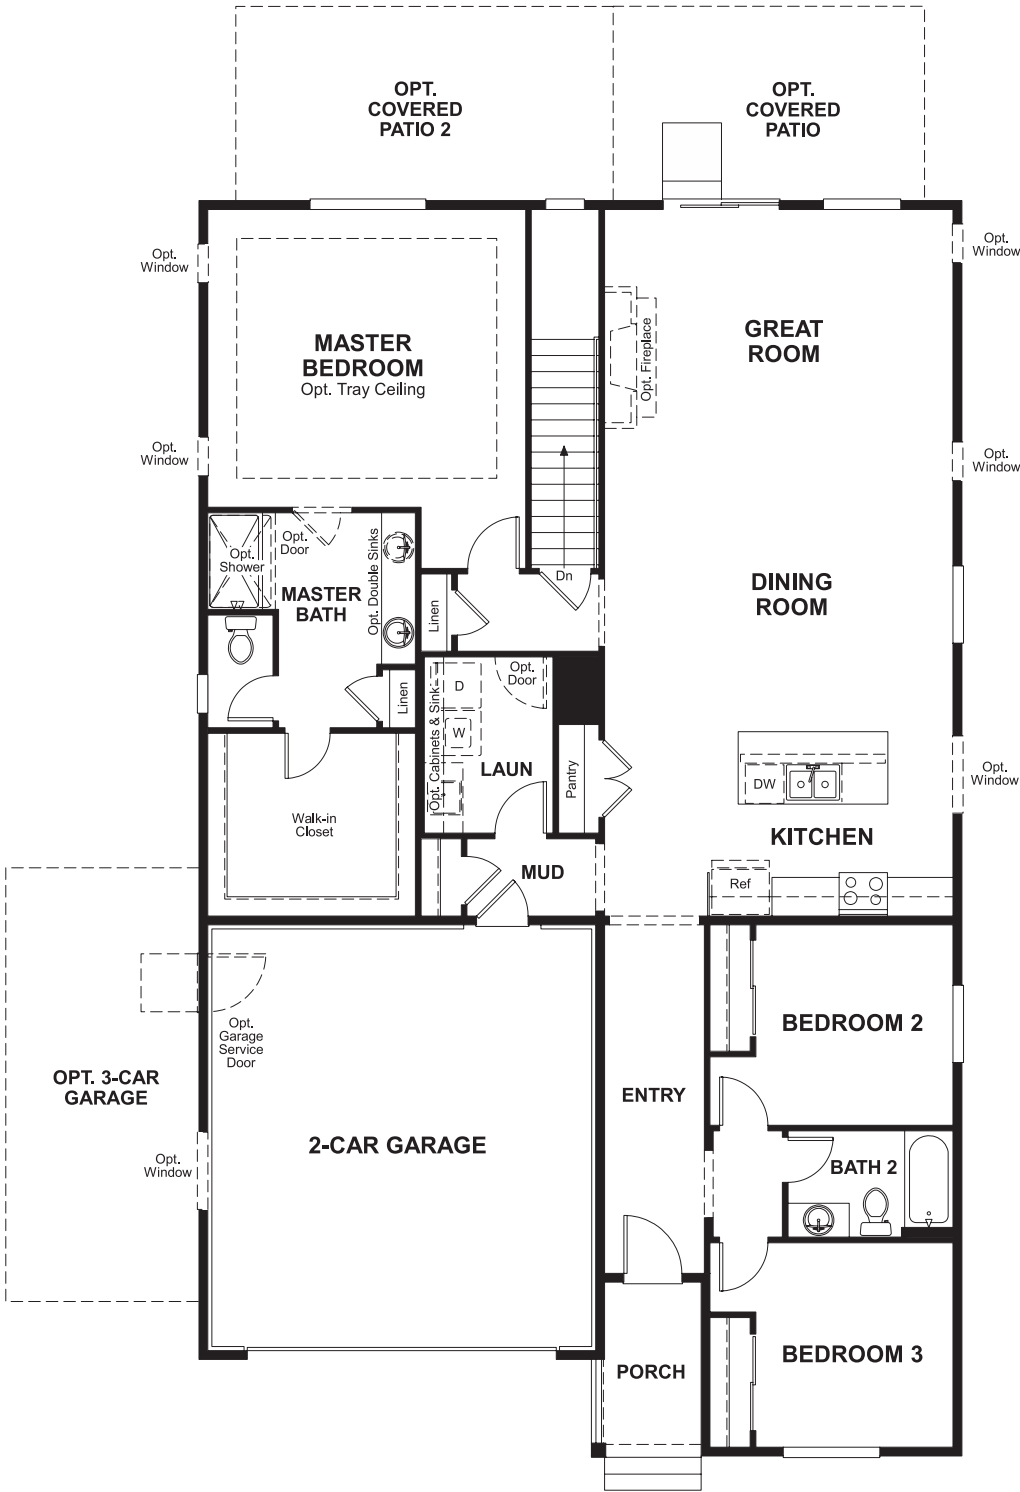 OPT.
COVERED
PATIO 2
OPT.
COVERED
PATIO
Opt.
Window
Opt.
Window
MASTER
BEDROOM
Opt. Tray Ceiling
GREAT
ROOM
Opt. Fireplace
Opt.
Window
Opt.
Window
Opt.
Shower
Opt.
Door
MASTER
BATH
Opt. Double Sinks
Dn
Linen
DINING
ROOM
Linen
Opt. Cabinets & Sink
D
W
Opt.
Door
LAUN
Pantry
DW
Opt.
Window
KITCHEN
Walk-in
Closet
MUD
Ref
Opt.
Garage
Service
Door
BEDROOM 2
OPT. 3-CAR
GARAGE
ENTRY
2-CAR GARAGE
Opt.
Window
BATH 2
BEDROOM 3
PORCH